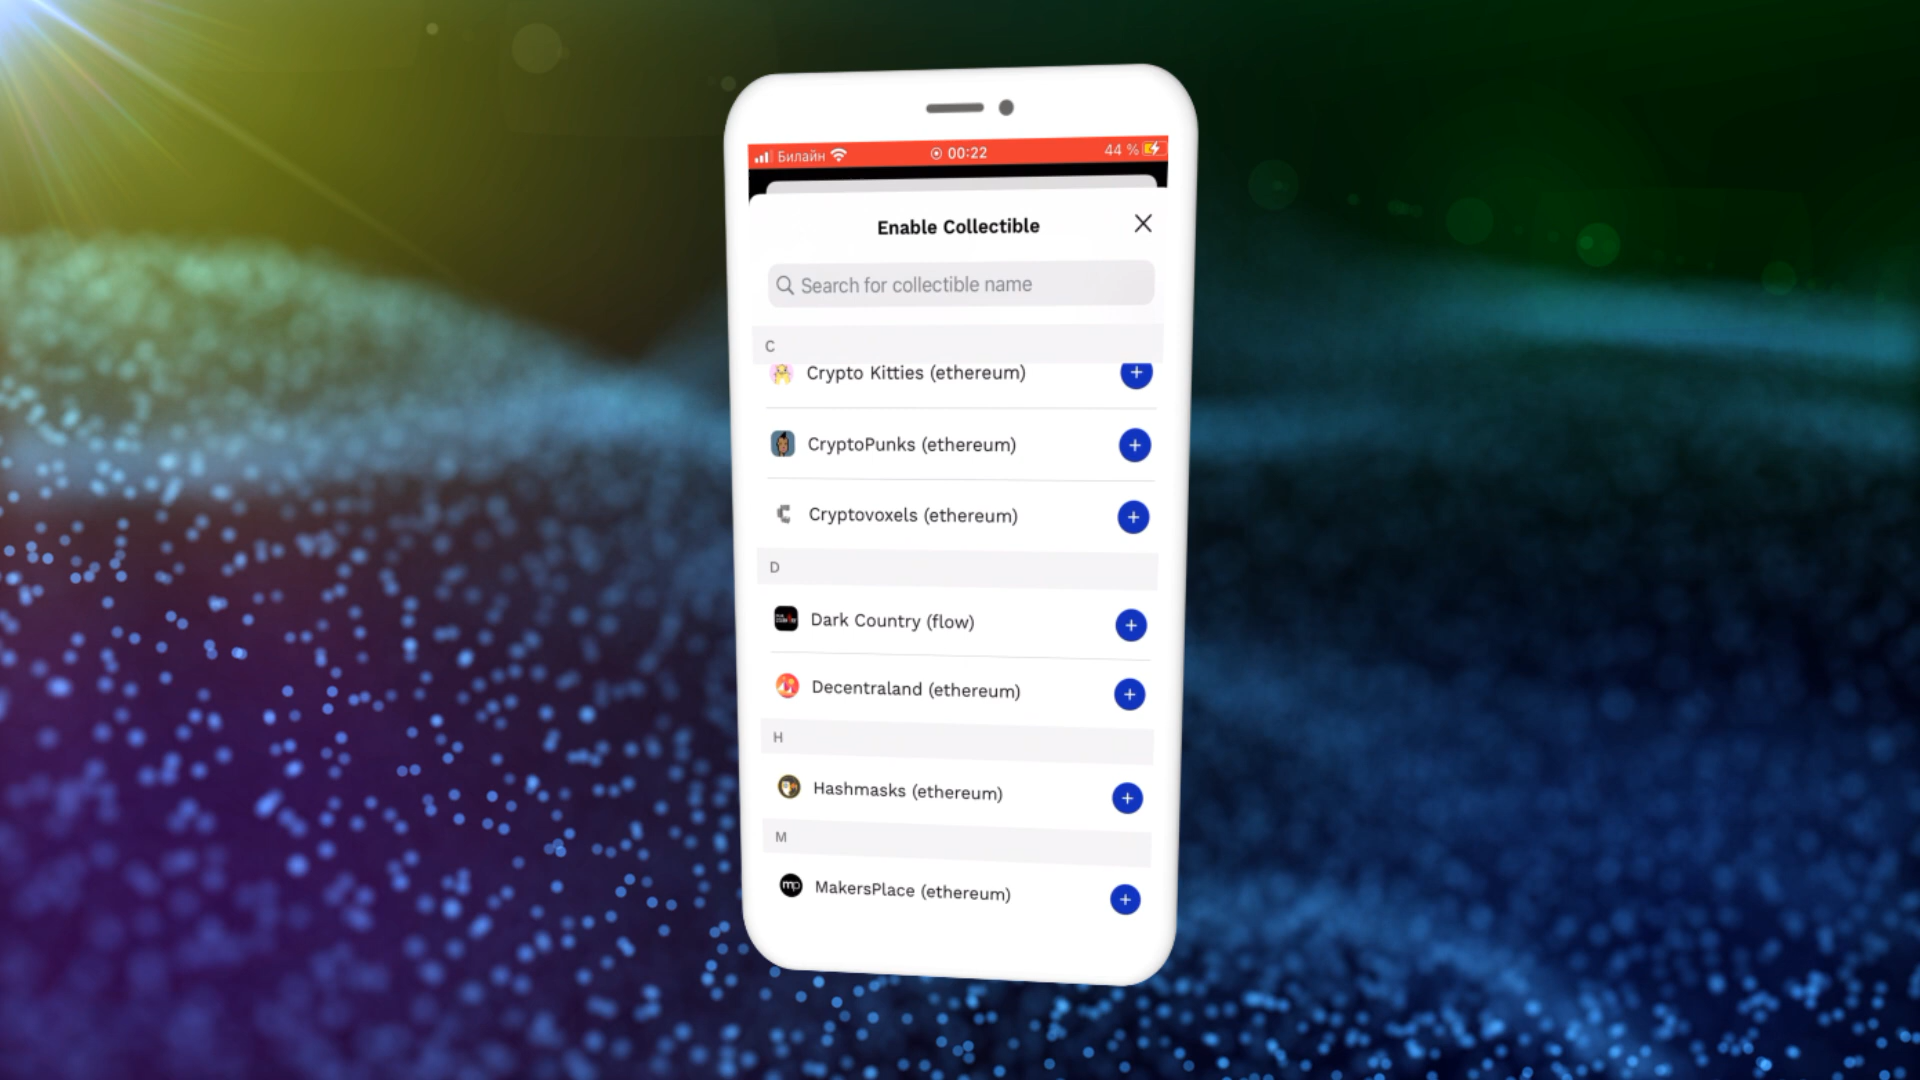 Билайн 00:22 44 %
Enable Collectible
Search for collectible name
C
Crypto Kitties (ethereum)
CryptoPunks (ethereum)
Cryptovoxels (ethereum)
D
Dark Country (flow)
Decentraland (ethereum)
H
Hashmasks (ethereum)
M
mp MakersPlace (ethereum)